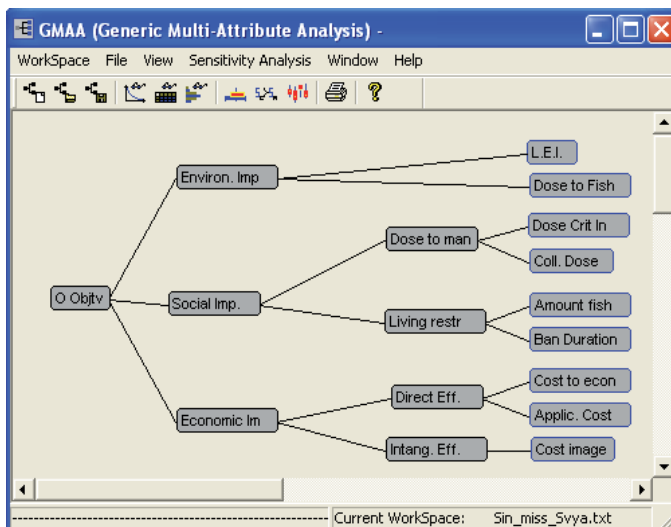 GMAA (Generic Multi-Attribute Analysis) -
WorkSpace File View Sensitivity Analysis Window Help
L.E.I.
Environ. Imp
Dose to Fish
Dose Crit In
Dose to man
Coll. Dose
O Objtv
Social Imp.
Amount fish
Living restr
Ban Duration
Cost to econ
Direct Eff.
Applic. Cost
Economic Im
Intang. Eff.
Cost image
Current WorkSpace: Sin_miss_Svya.txt